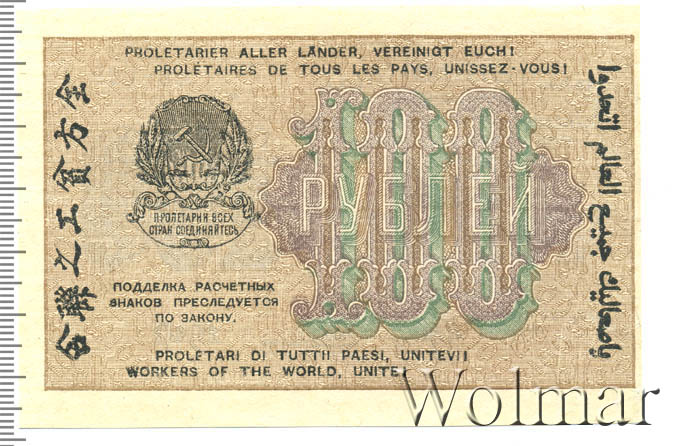 PROLETARIER ALLER LÄNDER, VEREINIGT EUCH!
PROLÉTAIRES DE TOUS LES PAYS, UNISSEZ-VOUS!
100
РУБЛЕЙ
ПРОЛЕТАРИИ ВСЕХ
СТРАН СОЕДИНЯЙТЕСЬ
ПОДДЕЛКА РАСЧЕТНЫХ
ЗНАКОВ ПРЕСЛЕДУЕТСЯ
ПО ЗАКОНУ.
PROLETARI DI TUTTII PAESI, UNITEVI!
WORKERS OF THE WORLD, UNITE!
Wolmar